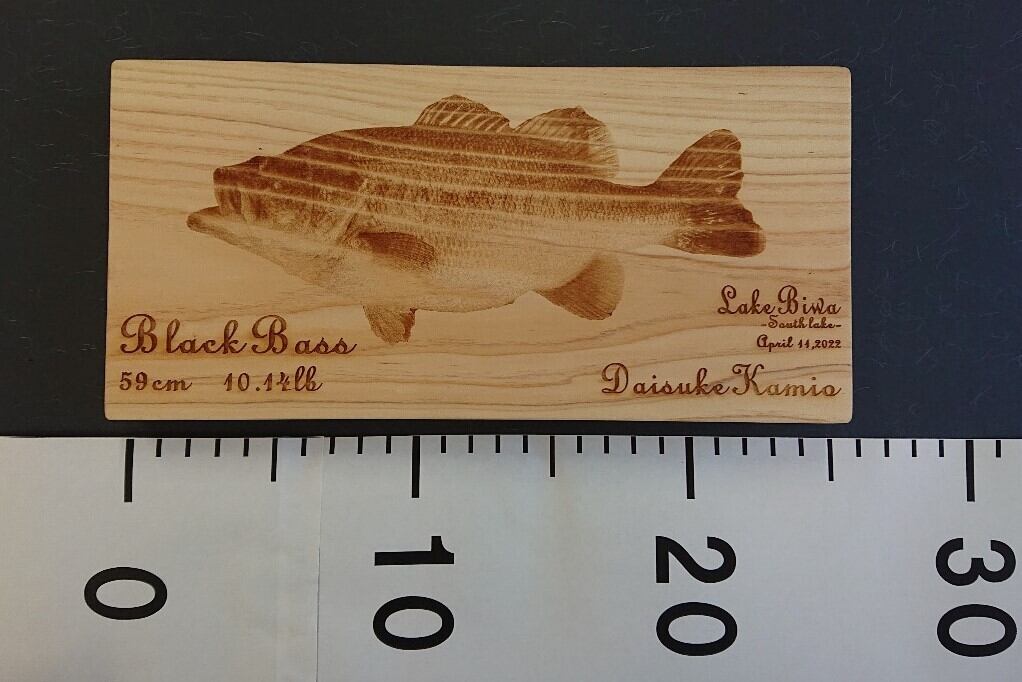 Lake Biwa
-South lake-
April 11,2022
Black Bass
59cm 10.14lb
Daisuke Kamio
0 10 20 30